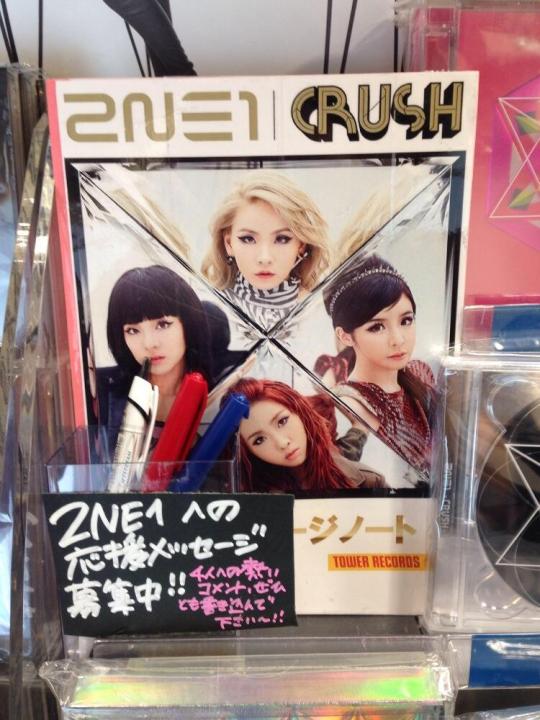 2NE1 | CRUSH
ージノート
TOWER RECORDS
2NE1 への
応援メッセージ
募集中!!
4人への熱い
コメント、ぜひ
とも書き込んで
下さい〜!!